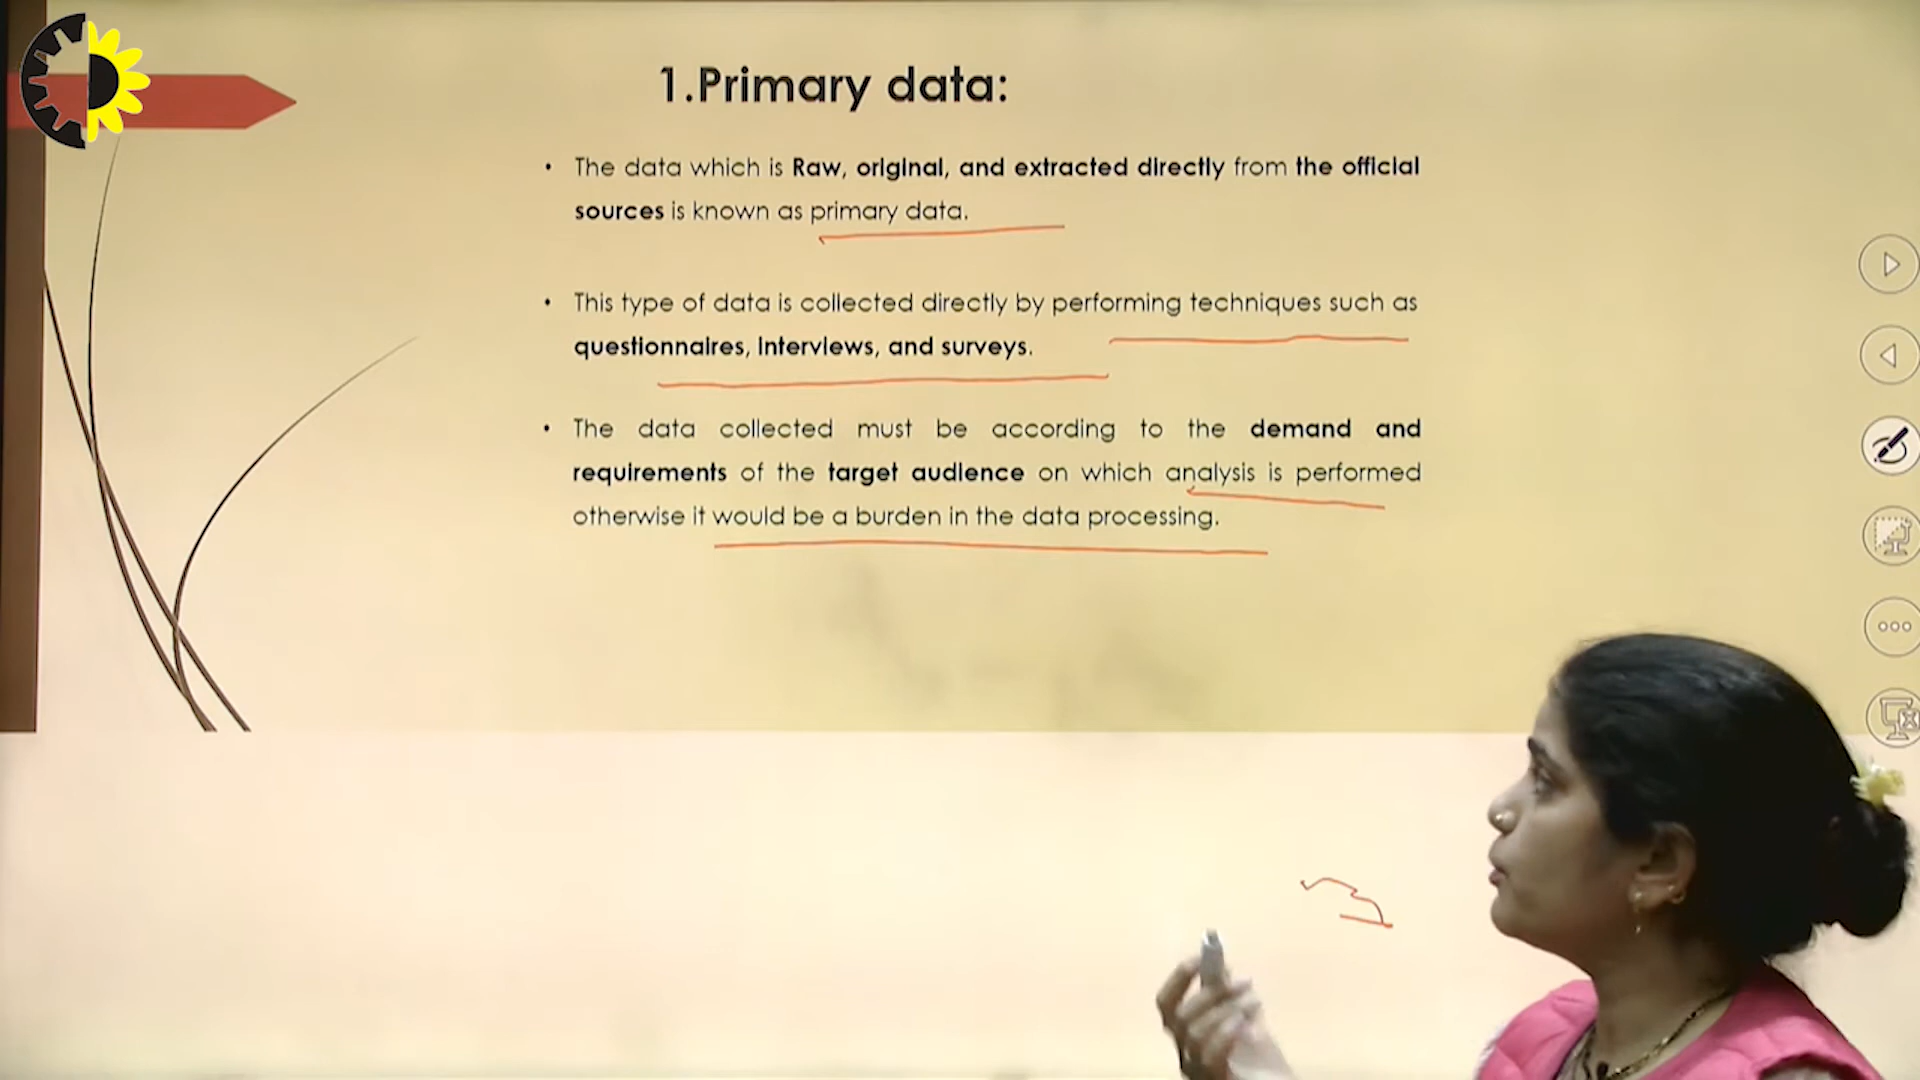 1.Primary data:
• The data which is Raw, original, and extracted directly from the official
sources is known as primary data.
• This type of data is collected directly by performing techniques such as
questionnaires, interviews, and surveys.
• The data collected must be according to the demand and
requirements of the target audience on which analysis is performed
otherwise it would be a burden in the data processing.